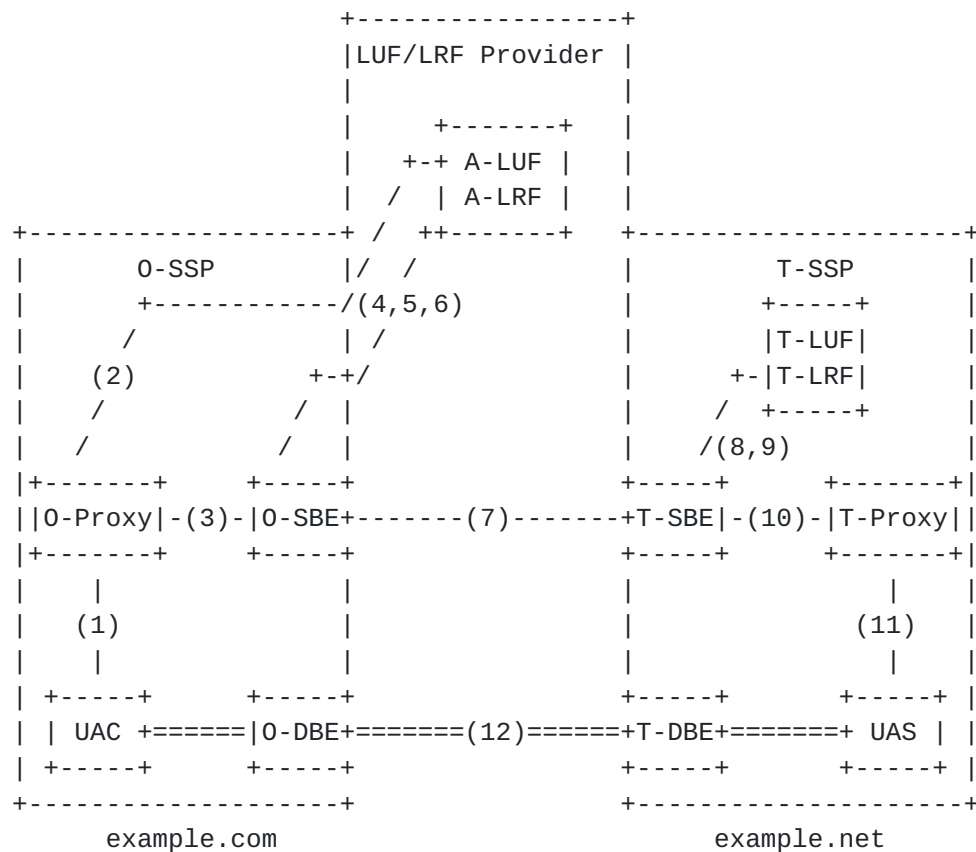 +-----------------+
                   |LUF/LRF Provider |
                   |                 |
                   |     +-------+   |
                   |   +-+ A-LUF |   |
                   |  /  | A-LRF |   |
+-------------------+ /  ++-------+   +--------------------+
|       O-SSP       |/  /             |         T-SSP      |
|       +-----------/(4,5,6)          |        +-----+     |
|      /            | /               |        |T-LUF|     |
|    (2)          +-+/                |      +-|T-LRF|     |
|    /           /  |                 |     /  +-----+     |
|   /           /   |                 |    /(8,9)          |
|+-------+     +-----+                +-----+      +-------+|
||O-Proxy|-(3)-|O-SBE+-------(7)-------+T-SBE|-(10)-|T-Proxy||
|+-------+     +-----+                +-----+      +-------+|
|    |              |                 |               |    |
|   (1)             |                 |             (11)   |
|    |              |                 |               |    |
| +-----+      +-----+                +-----+       +-----+ |
| | UAC +======|O-DBE+=======(12)======+T-DBE+=======+ UAS | |
| +-----+      +-----+                +-----+       +-----+ |
+-------------------+                 +--------------------+
     example.com                           example.net